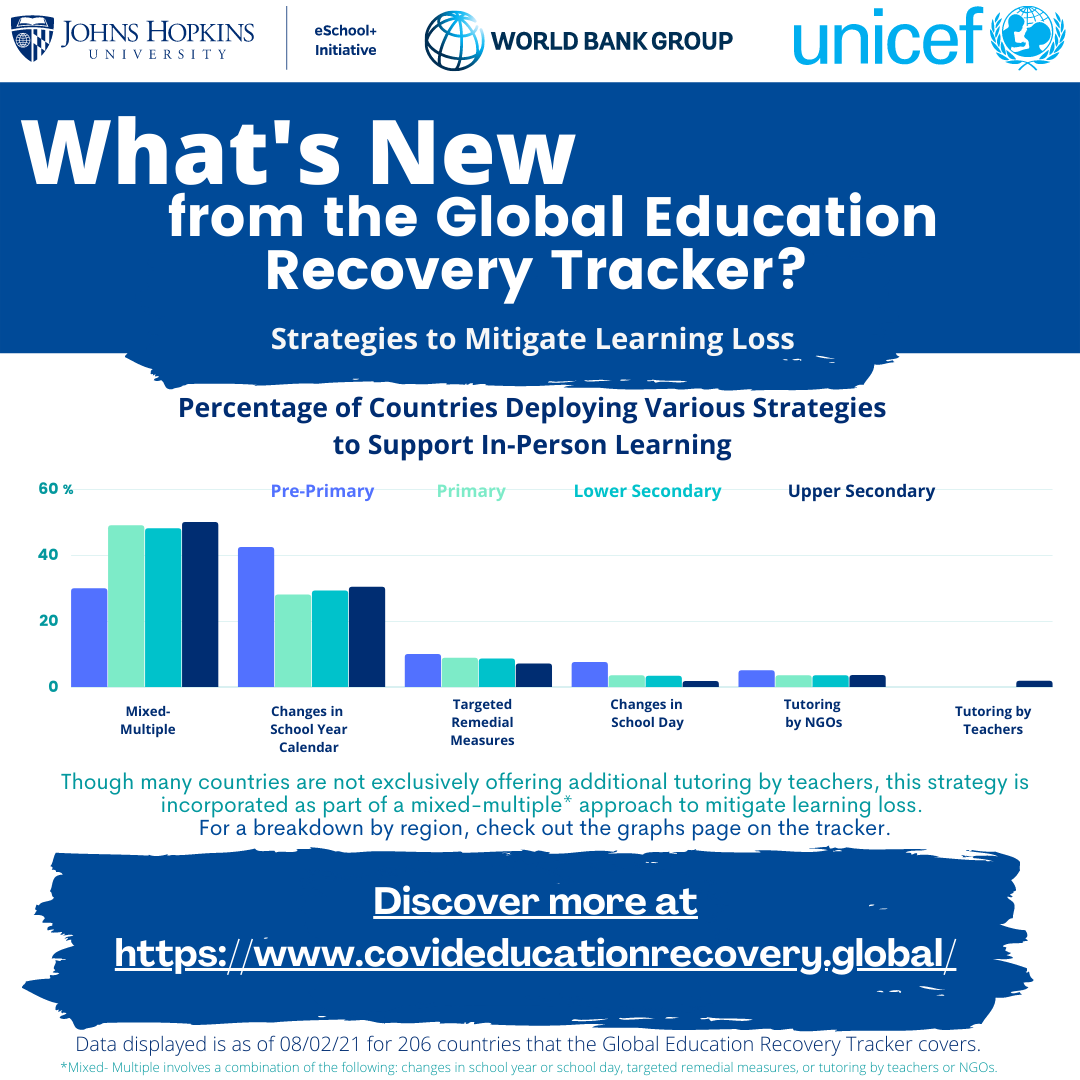 JOHNS HOPKINS
UNIVERSITY
eSchool+
Initiative
WORLD BANK GROUP
unicef
What's New
from the Global Education
Recovery Tracker?
Strategies to Mitigate Learning Loss
Percentage of Countries Deploying Various Strategies
to Support In-Person Learning
60 %
Pre-Primary Primary Lower Secondary Upper Secondary
40
20
0
Mixed-
Multiple
Changes in
School Year
Calendar
Targeted
Remedial
Measures
Changes in
School Day
Tutoring
by NGOs
Tutoring by
Teachers
Though many countries are not exclusively offering additional tutoring by teachers, this strategy is
incorporated as part of a mixed-multiple* approach to mitigate learning loss.
For a breakdown by region, check out the graphs page on the tracker.
Discover more at
https://www.covideducationrecovery.global/
Data displayed is as of 08/02/21 for 206 countries that the Global Education Recovery Tracker covers.
*Mixed- Multiple involves a combination of the following: changes in school year or school day, targeted remedial measures, or tutoring by teachers or NGOs.